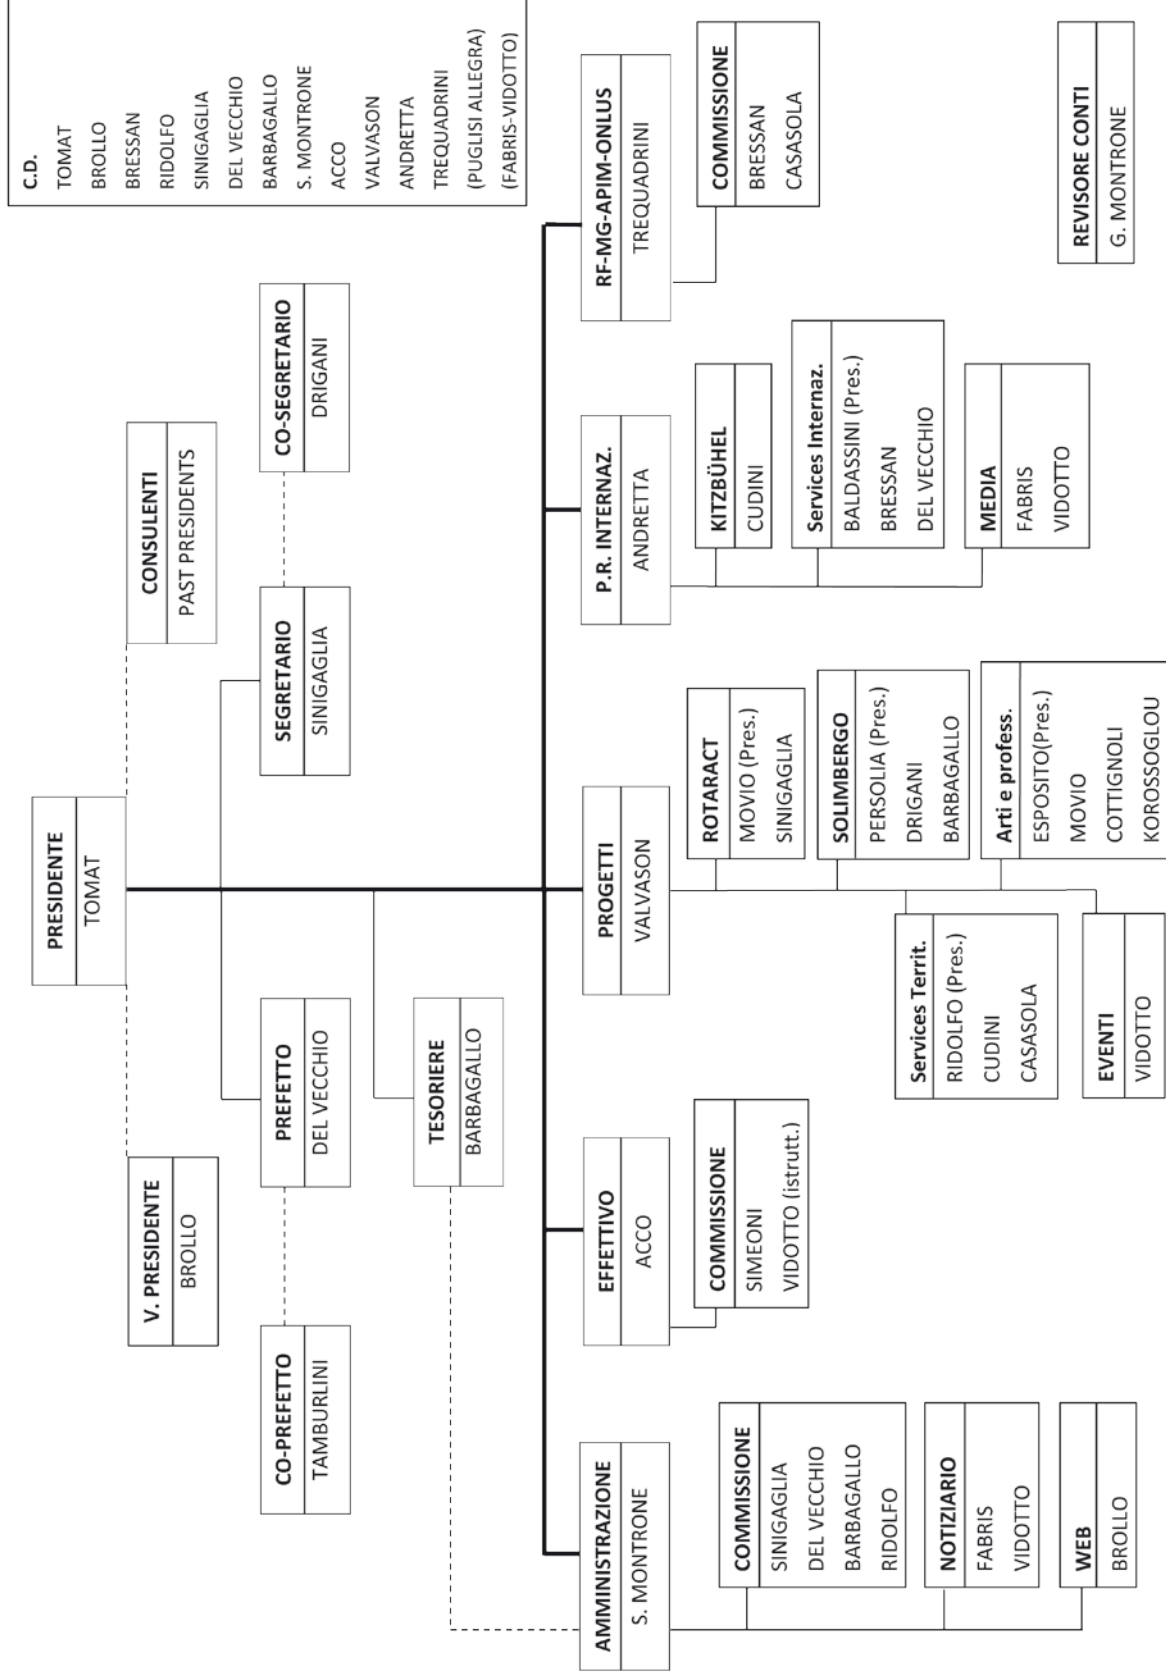 C.D.
TOMAT
BROLLO
BRESSAN
RIDOLFO
SINIGAGLIA
DEL VECCHIO
BARBAGALLO
S. MONTRONE
ACCO
VALVASON
ANDRETTA
TREQUADRINI
(PUGLISI ALLEGRA)
(FABRIS-VIDOTTO)
PRESIDENTE
TOMAT
V. PRESIDENTE
BROLLO
CONSULENTI
PAST PRESIDENTS
CO-PREFETTO
TAMBURLINI
PREFETTO
DEL VECCHIO
SEGRETARIO
SINIGAGLIA
CO-SEGRETARIO
DRIGANI
TESORIERE
BARBAGALLO
AMMINISTRAZIONE
S. MONTRONE
COMMISSIONE
SINIGAGLIA
DEL VECCHIO
BARBAGALLO
RIDOLFO
NOTIZIARIO
FABRIS
VIDOTTO
WEB
BROLLO
EFFETTIVO
ACCO
COMMISSIONE
SIMEONI
VIDOTTO (istrutt.)
PROGETTI
VALVASON
ROTARACT
MOVIO (Pres.)
SINIGAGLIA
SOLIMBERGO
PERSOLIA (Pres.)
DRIGANI
BARBAGALLO
Services Territ.
RIDOLFO (Pres.)
CUDINI
CASASOLA
Arti e profess.
ESPOSITO(Pres.)
MOVIO
COTTIGNOLI
KOROSSOGLOU
EVENTI
VIDOTTO
P.R. INTERNAZ.
ANDRETTA
KITZBÜHEL
CUDINI
Services Internaz.
BALDASSINI (Pres.)
BRESSAN
DEL VECCHIO
MEDIA
FABRIS
VIDOTTO
RF-MG-APIM-ONLUS
TREQUADRINI
COMMISSIONE
BRESSAN
CASASOLA
REVISORE CONTI
G. MONTRONE